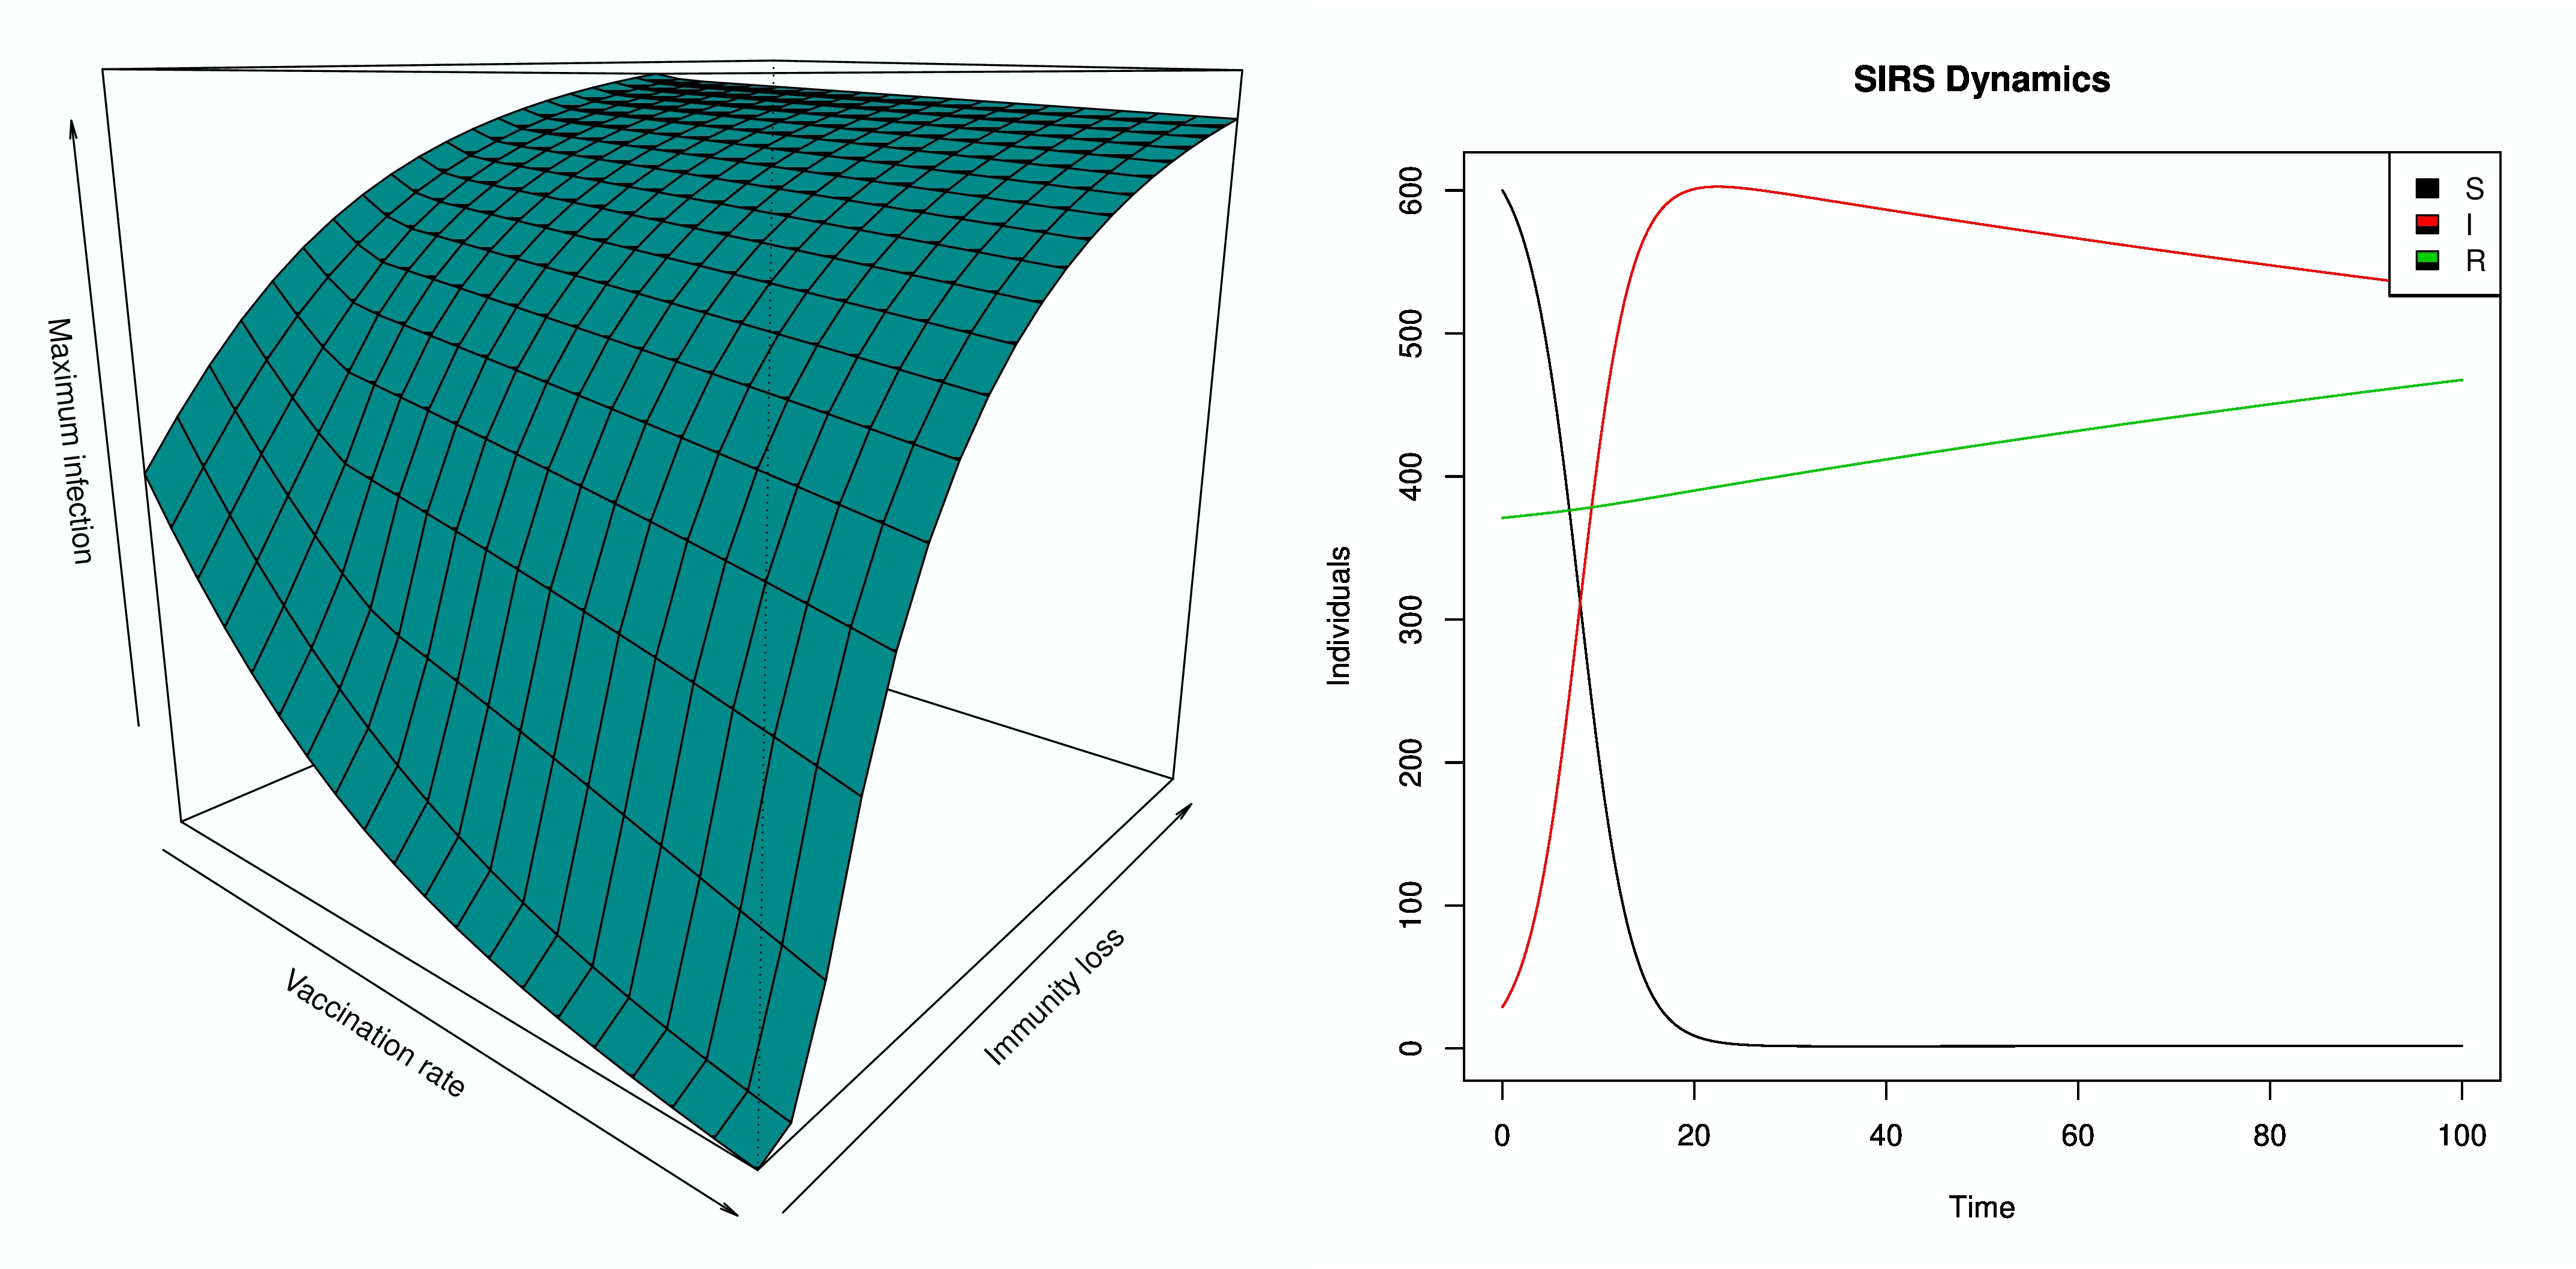 Maximum infection
Vaccination rate
Immunity loss
SIRS Dynamics
S
I
R
Individuals
600
500
400
300
200
100
0
0 20 40 60 80 100
Time